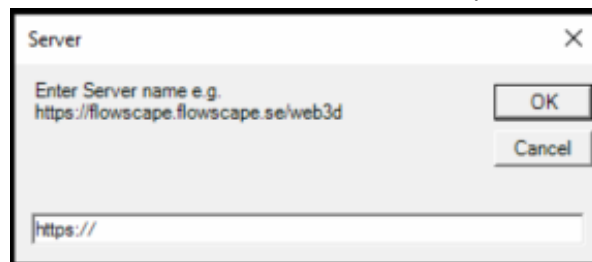 Server
Enter Server name e.g.
https://flowscape.flowscape.se/web3d
OK
Cancel
https://